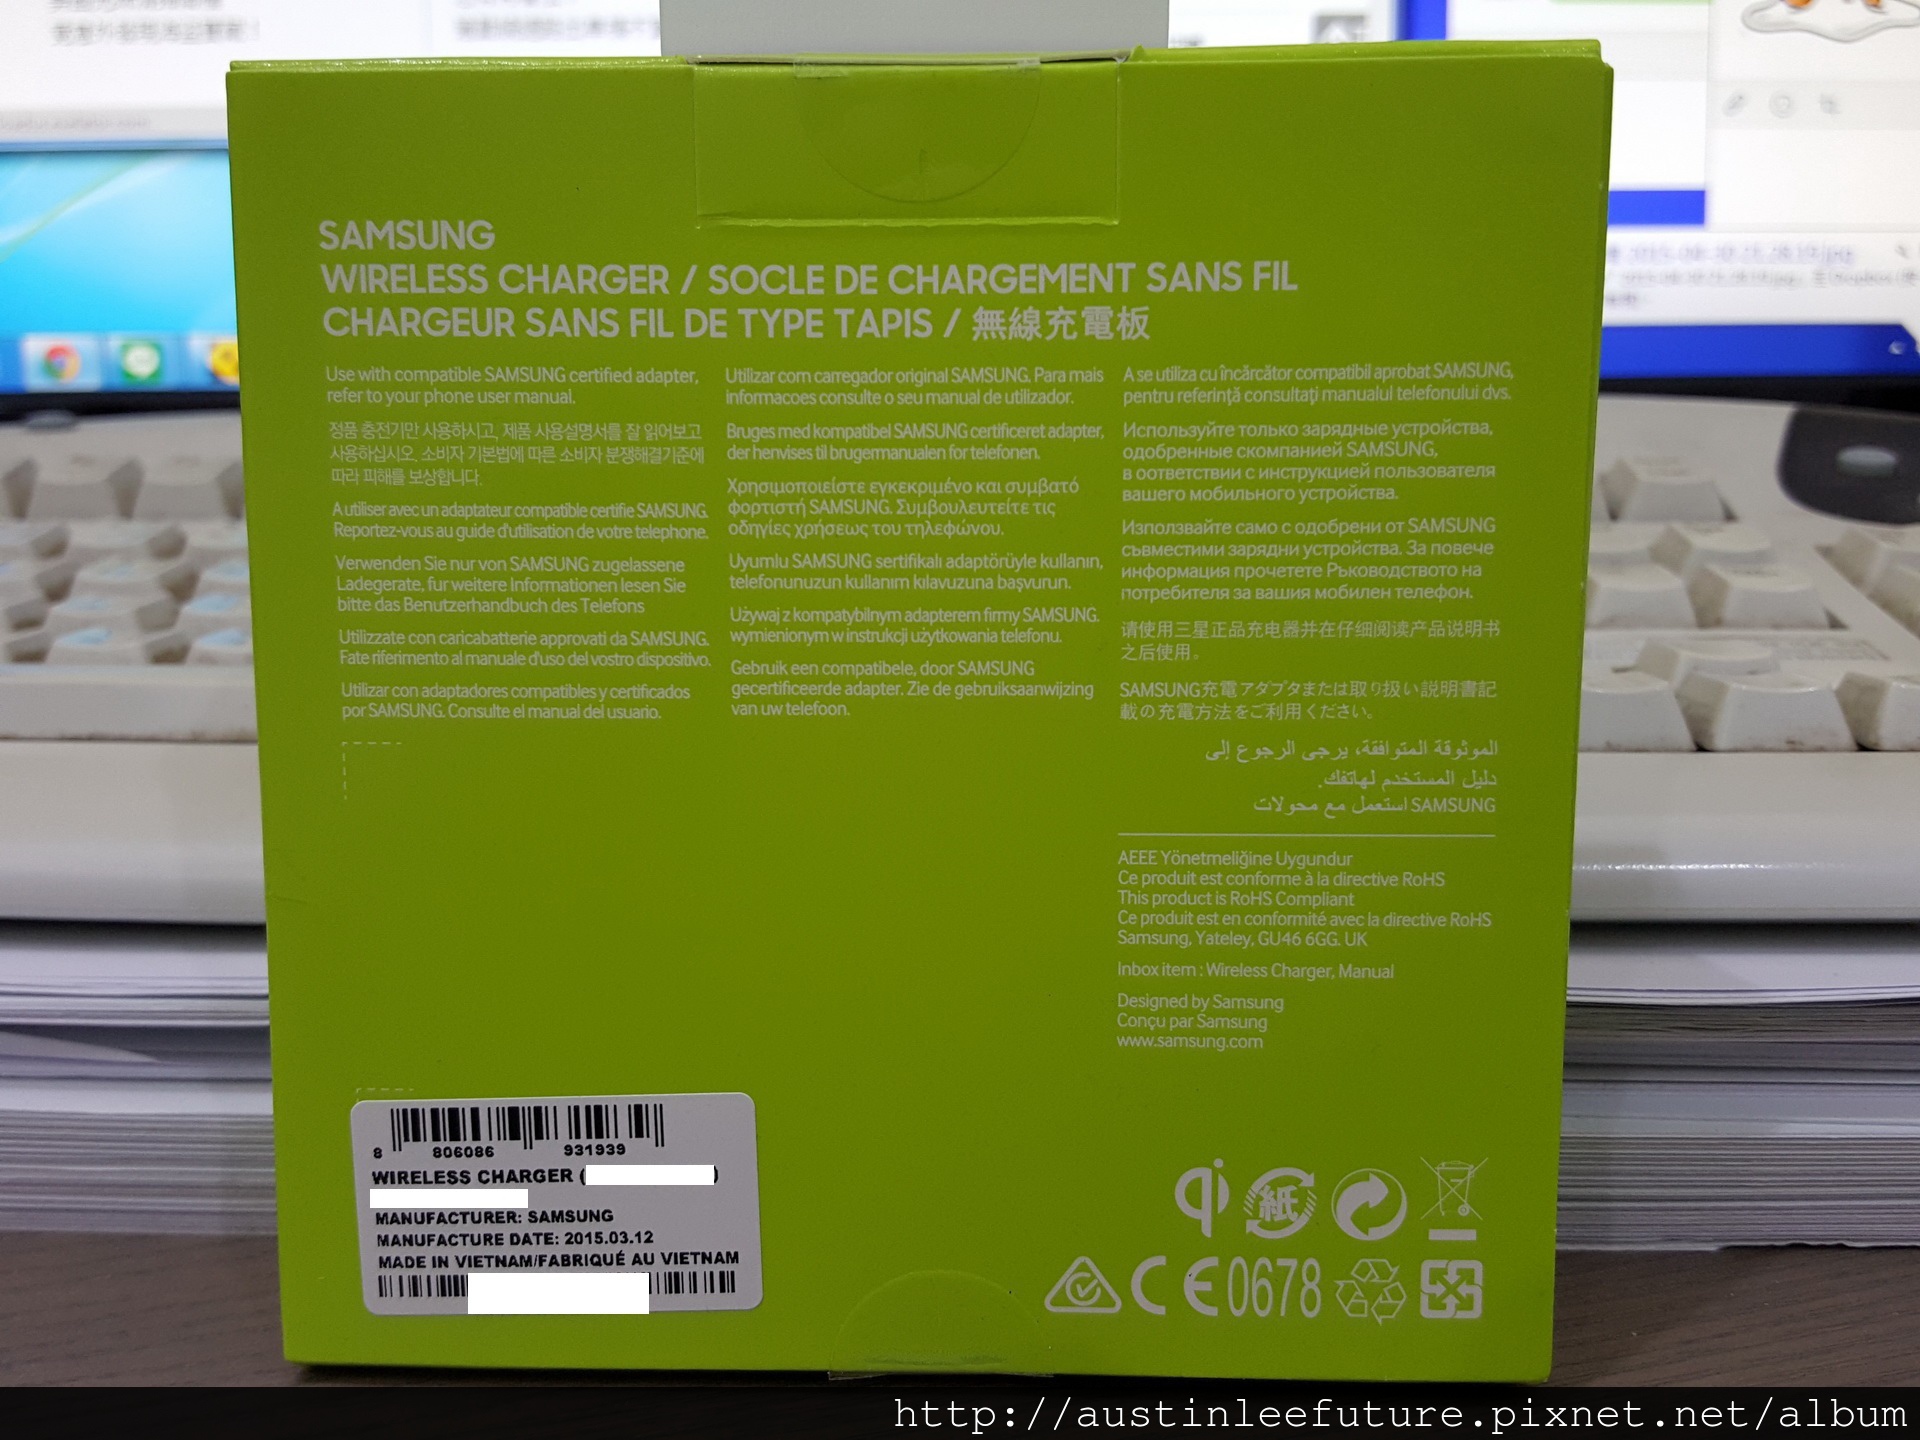 SAMSUNG
WIRELESS CHARGER / SOCLE DE CHARGEMENT SANS FIL
CHARGEUR SANS FIL DE TYPE TAPIS / 無線充電板
Use with compatible SAMSUNG certified adapter,
refer to your phone user manual.
정품 충전기만 사용하시고, 제품 사용설명서를 잘 읽어보고
사용하십시오. 소비자 기본법에 따른 소비자 분쟁해결기준에
따라 피해를 보상합니다.
A utiliser avec un adaptateur compatible certifie SAMSUNG.
Reportez-vous au guide d'utilisation de votre telephone.
Verwenden Sie nur von SAMSUNG zugelassene
Ladegerate, fur weitere Informationen lesen Sie
bitte das Benutzerhandbuch des Telefons
Utilizzate con caricabatterie approvati da SAMSUNG.
Fate riferimento al manuale d'uso del vostro dispositivo.
Utilizar con adaptadores compatibles y certificados
por SAMSUNG. Consulte el manual del usuario.
Utilizar com carregador original SAMSUNG. Para mais
informacoes consulte o seu manual de utilizador.
Bruges med kompatibel SAMSUNG certificeret adapter,
der henvises til brugermanualen for telefonen.
Χρησιμοποιείστε εγκεκριμένο και συμβατό
φορτιστή SAMSUNG. Συμβουλευτείτε τις
οδηγίες χρήσεως του τηλεφώνου.
Uyumlu SAMSUNG sertifikalı adaptörüyle kullanın,
telefonunuzun kullanım kılavuzuna başvurun.
Używaj z kompatybilnym adapterem firmy SAMSUNG.
wymienionym w instrukcji użytkowania telefonu.
Gebruik een compatibele, door SAMSUNG
gecertificeerde adapter. Zie de gebruiksaanwijzing
van uw telefoon.
A se utiliza cu încărcător compatibil aprobat SAMSUNG,
pentru referință consultați manualul telefonului dvs.
Используйте только зарядные устройства,
одобренные скомпанией SAMSUNG,
в оответствии с инструкцией пользователя
вашего мобильного устройства.
Използвайте само с одобрени от SAMSUNG
съвместими зарядни устройства. За повече
информация прочетете Ръководството на
потребителя за вашия мобилен телефон.
请使用三星正品充电器并在仔细阅读产品说明书
之后使用。
SAMSUNG充電アダプタまたは取り扱い説明書記
載の充電方法をご利用ください。
الموثوقة المتوافقة، يرجى الرجوع إلى
دليل المستخدم لهاتفك.
SAMSUNG استعمل مع محولات
AEEE Yönetmeliğine Uygundur
Ce produit est conforme à la directive RoHS
This product is RoHS Compliant
Ce produit est en conformité avec la directive RoHS
Samsung, Yateley, GU46 6GG. UK
Inbox item : Wireless Charger, Manual
Designed by Samsung
Conçu par Samsung
www.samsung.com
8 806086 931939
WIRELESS CHARGER ( )
MANUFACTURER: SAMSUNG
MANUFACTURE DATE: 2015.03.12
MADE IN VIETNAM/FABRIQUÉ AU VIETNAM
qi 紙
CE0678
http://austinleefuture.pixnet.net/album